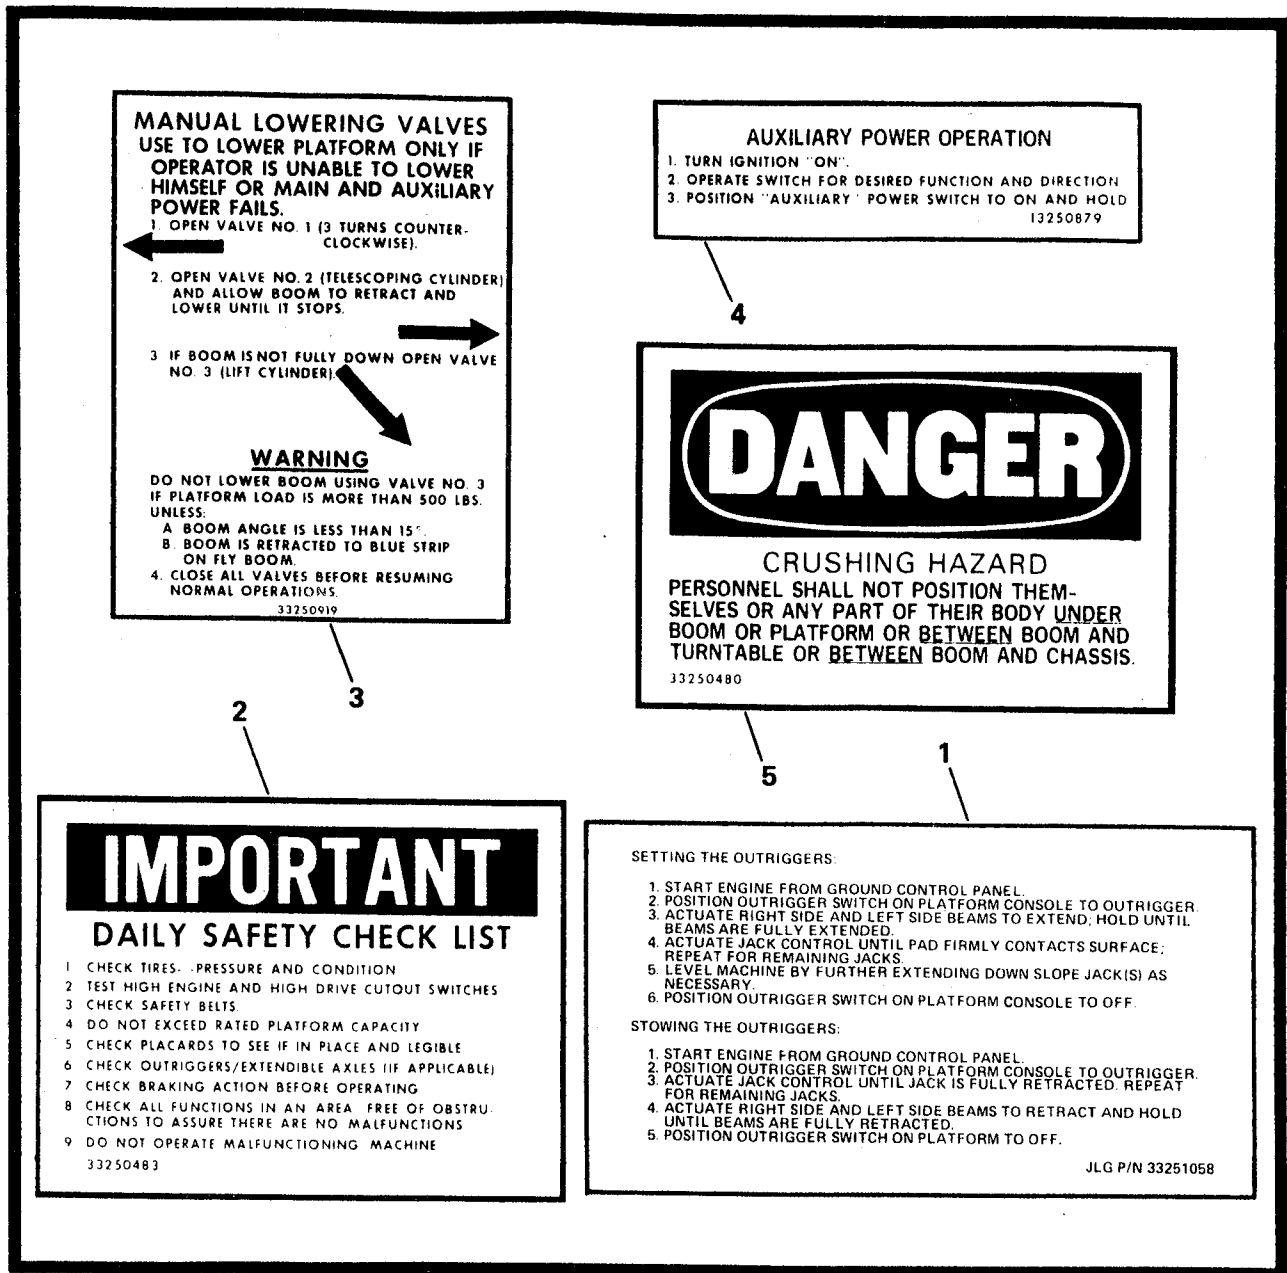 MANUAL LOWERING VALVES
USE TO LOWER PLATFORM ONLY IF
OPERATOR IS UNABLE TO LOWER
HIMSELF OR MAIN AND AUXILIARY
POWER FAILS.
1. OPEN VALVE NO. 1 (3 TURNS COUNTER-
CLOCKWISE).
2. OPEN VALVE NO. 2 (TELESCOPING CYLINDER)
AND ALLOW BOOM TO RETRACT AND
LOWER UNTIL IT STOPS.
3 IF BOOM IS NOT FULLY DOWN OPEN VALVE
NO. 3 (LIFT CYLINDER).
WARNING
DO NOT LOWER BOOM USING VALVE NO. 3
IF PLATFORM LOAD IS MORE THAN 500 LBS.
UNLESS:
A BOOM ANGLE IS LESS THAN 15°.
B. BOOM IS RETRACTED TO BLUE STRIP
ON FLY BOOM.
4. CLOSE ALL VALVES BEFORE RESUMING
NORMAL OPERATIONS.
33250919
3
AUXILIARY POWER OPERATION
1. TURN IGNITION "ON".
2. OPERATE SWITCH FOR DESIRED FUNCTION AND DIRECTION
3. POSITION "AUXILIARY" POWER SWITCH TO ON AND HOLD
13250879
4
DANGER
CRUSHING HAZARD
PERSONNEL SHALL NOT POSITION THEM-
SELVES OR ANY PART OF THEIR BODY UNDER
BOOM OR PLATFORM OR BETWEEN BOOM AND
TURNTABLE OR BETWEEN BOOM AND CHASSIS.
33250480
5
2
IMPORTANT
DAILY SAFETY CHECK LIST
1 CHECK TIRES- -PRESSURE AND CONDITION
2 TEST HIGH ENGINE AND HIGH DRIVE CUTOUT SWITCHES
3 CHECK SAFETY BELTS.
4 DO NOT EXCEED RATED PLATFORM CAPACITY
5 CHECK PLACARDS TO SEE IF IN PLACE AND LEGIBLE
6 CHECK OUTRIGGERS/EXTENDIBLE AXLES (IF APPLICABLE)
7 CHECK BRAKING ACTION BEFORE OPERATING
8 CHECK ALL FUNCTIONS IN AN AREA FREE OF OBSTRU-
CTIONS TO ASSURE THERE ARE NO MALFUNCTIONS
9 DO NOT OPERATE MALFUNCTIONING MACHINE
33250483
1
SETTING THE OUTRIGGERS:
1. START ENGINE FROM GROUND CONTROL PANEL.
2. POSITION OUTRIGGER SWITCH ON PLATFORM CONSOLE TO OUTRIGGER.
3. ACTUATE RIGHT SIDE AND LEFT SIDE BEAMS TO EXTEND; HOLD UNTIL
BEAMS ARE FULLY EXTENDED.
4. ACTUATE JACK CONTROL UNTIL PAD FIRMLY CONTACTS SURFACE;
REPEAT FOR REMAINING JACKS.
5. LEVEL MACHINE BY FURTHER EXTENDING DOWN SLOPE JACK(S) AS
NECESSARY.
6. POSITION OUTRIGGER SWITCH ON PLATFORM CONSOLE TO OFF.
STOWING THE OUTRIGGERS:
1. START ENGINE FROM GROUND CONTROL PANEL.
2. POSITION OUTRIGGER SWITCH ON PLATFORM CONSOLE TO OUTRIGGER.
3. ACTUATE JACK CONTROL UNTIL JACK IS FULLY RETRACTED. REPEAT
FOR REMAINING JACKS.
4. ACTUATE RIGHT SIDE AND LEFT SIDE BEAMS TO RETRACT AND HOLD
UNTIL BEAMS ARE FULLY RETRACTED.
5. POSITION OUTRIGGER SWITCH ON PLATFORM TO OFF.
JLG P/N 33251058